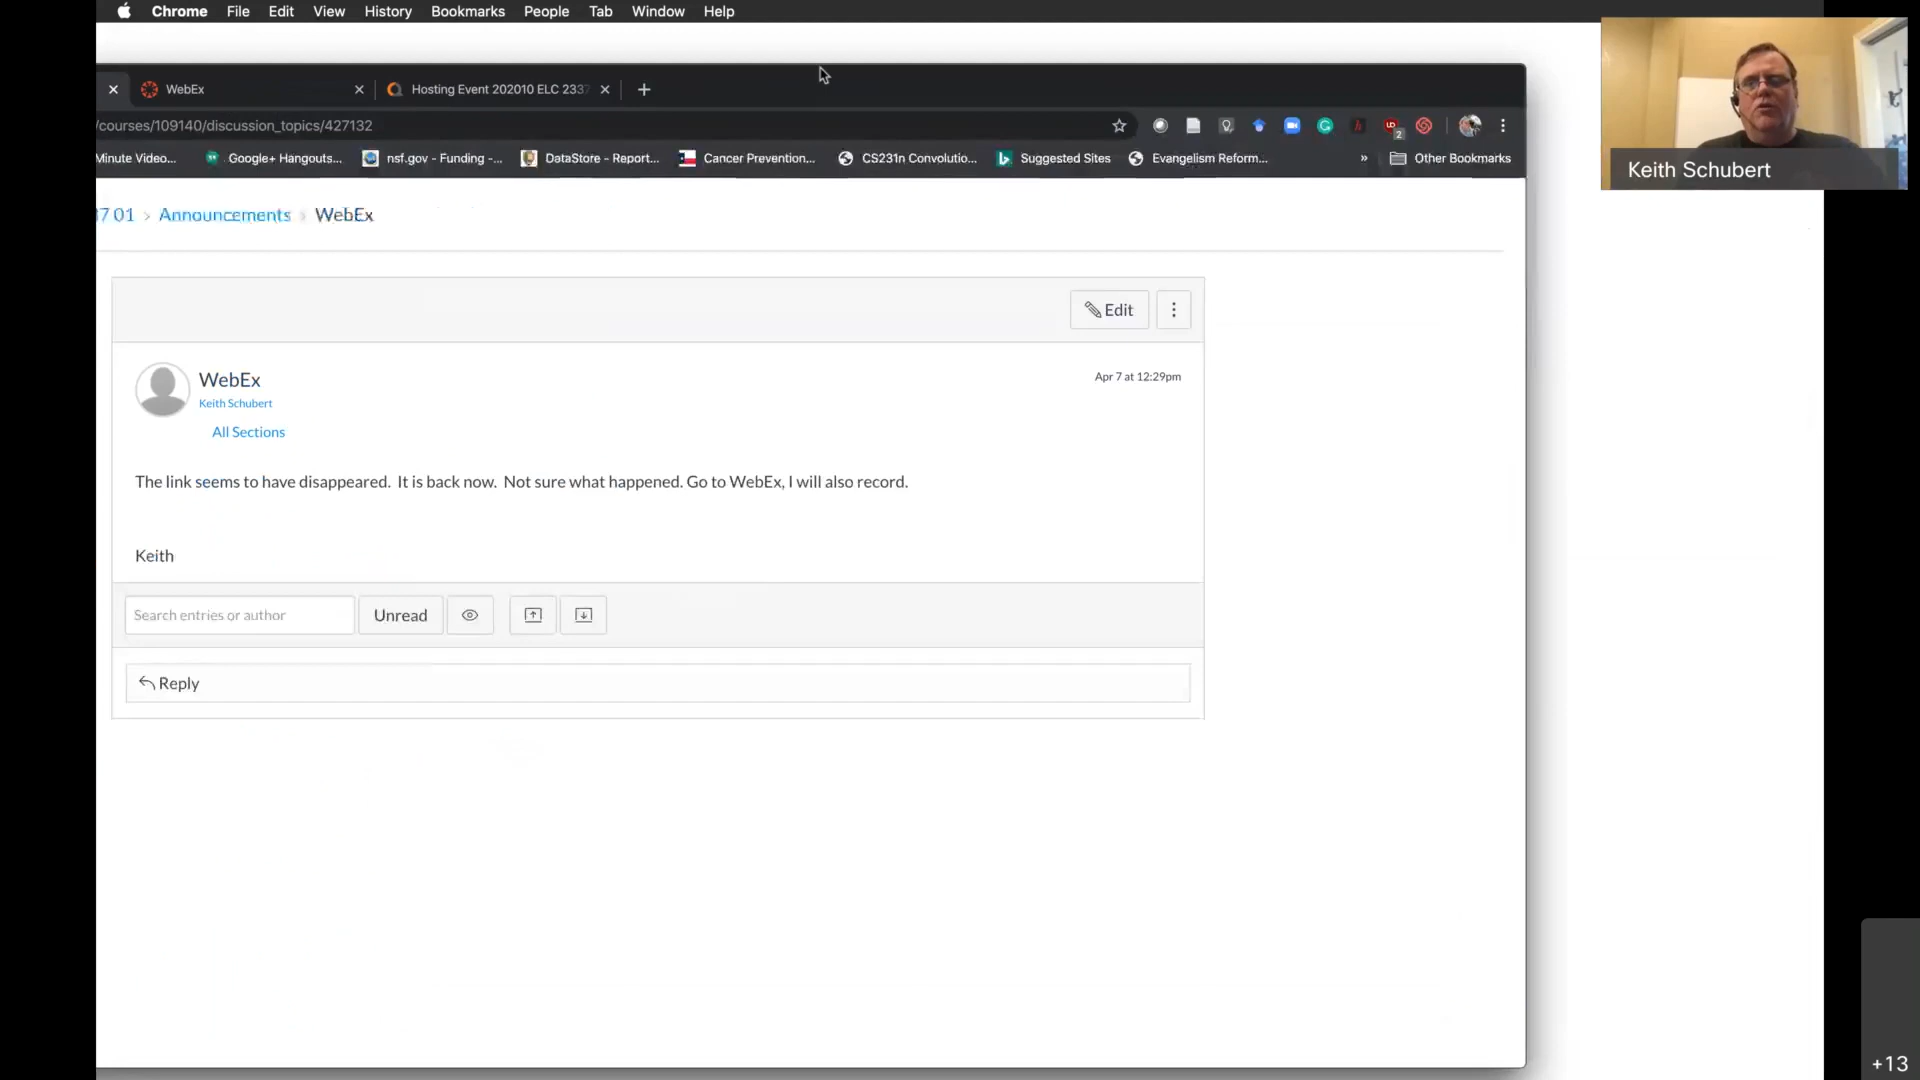 Chrome File Edit View History Bookmarks People Tab Window Help
WebEx Hosting Event 202010 ELC 2337
/courses/109140/discussion_topics/427132
2
Minute Video... Google+ Hangouts... nsf.gov - Funding -... DataStore - Report... Cancer Prevention... CS231n Convolutio... Suggested Sites Evangelism Reform... » Other Bookmarks
Keith Schubert
37 01 › Announcements › WebEx
Edit
WebEx
Apr 7 at 12:29pm
Keith Schubert
All Sections
The link seems to have disappeared. It is back now. Not sure what happened. Go to WebEx, I will also record.
Keith
Search entries or author Unread
Reply
+13